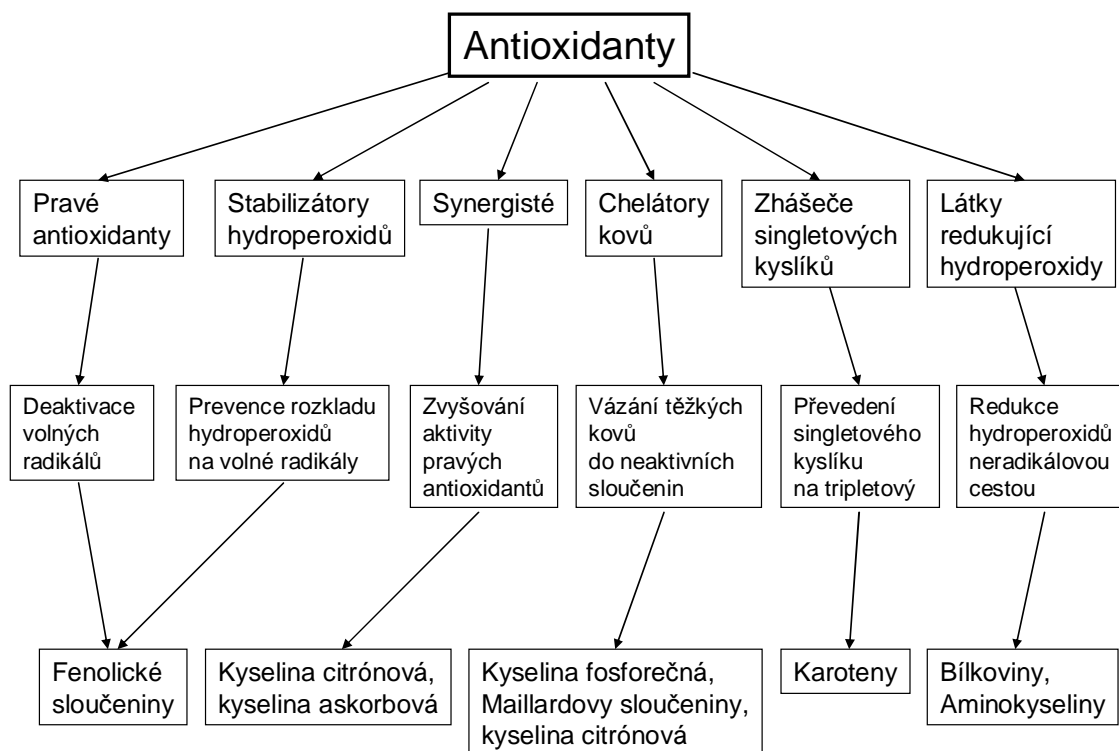 Antioxidanty
Pravé
antioxidanty
Stabilizátory
hydroperoxidů
Synergisté
Chelátory
kovů
Zhášeče
singletových
kyslíků
Látky
redukující
hydroperoxidy
Deaktivace
volných
radikálů
Prevence rozkladu
hydroperoxidů
na volné radikály
Zvyšování
aktivity
pravých
antioxidantů
Vázání těžkých
kovů
do neaktivních
sloučenin
Převedení
singletového
kyslíku
na tripletový
Redukce
hydroperoxidů
neradikálovou
cestou
Fenolické
sloučeniny
Kyselina citrónová,
kyselina askorbová
Kyselina fosforečná,
Maillardovy sloučeniny,
kyselina citrónová
Karoteny
Bílkoviny,
Aminokyseliny